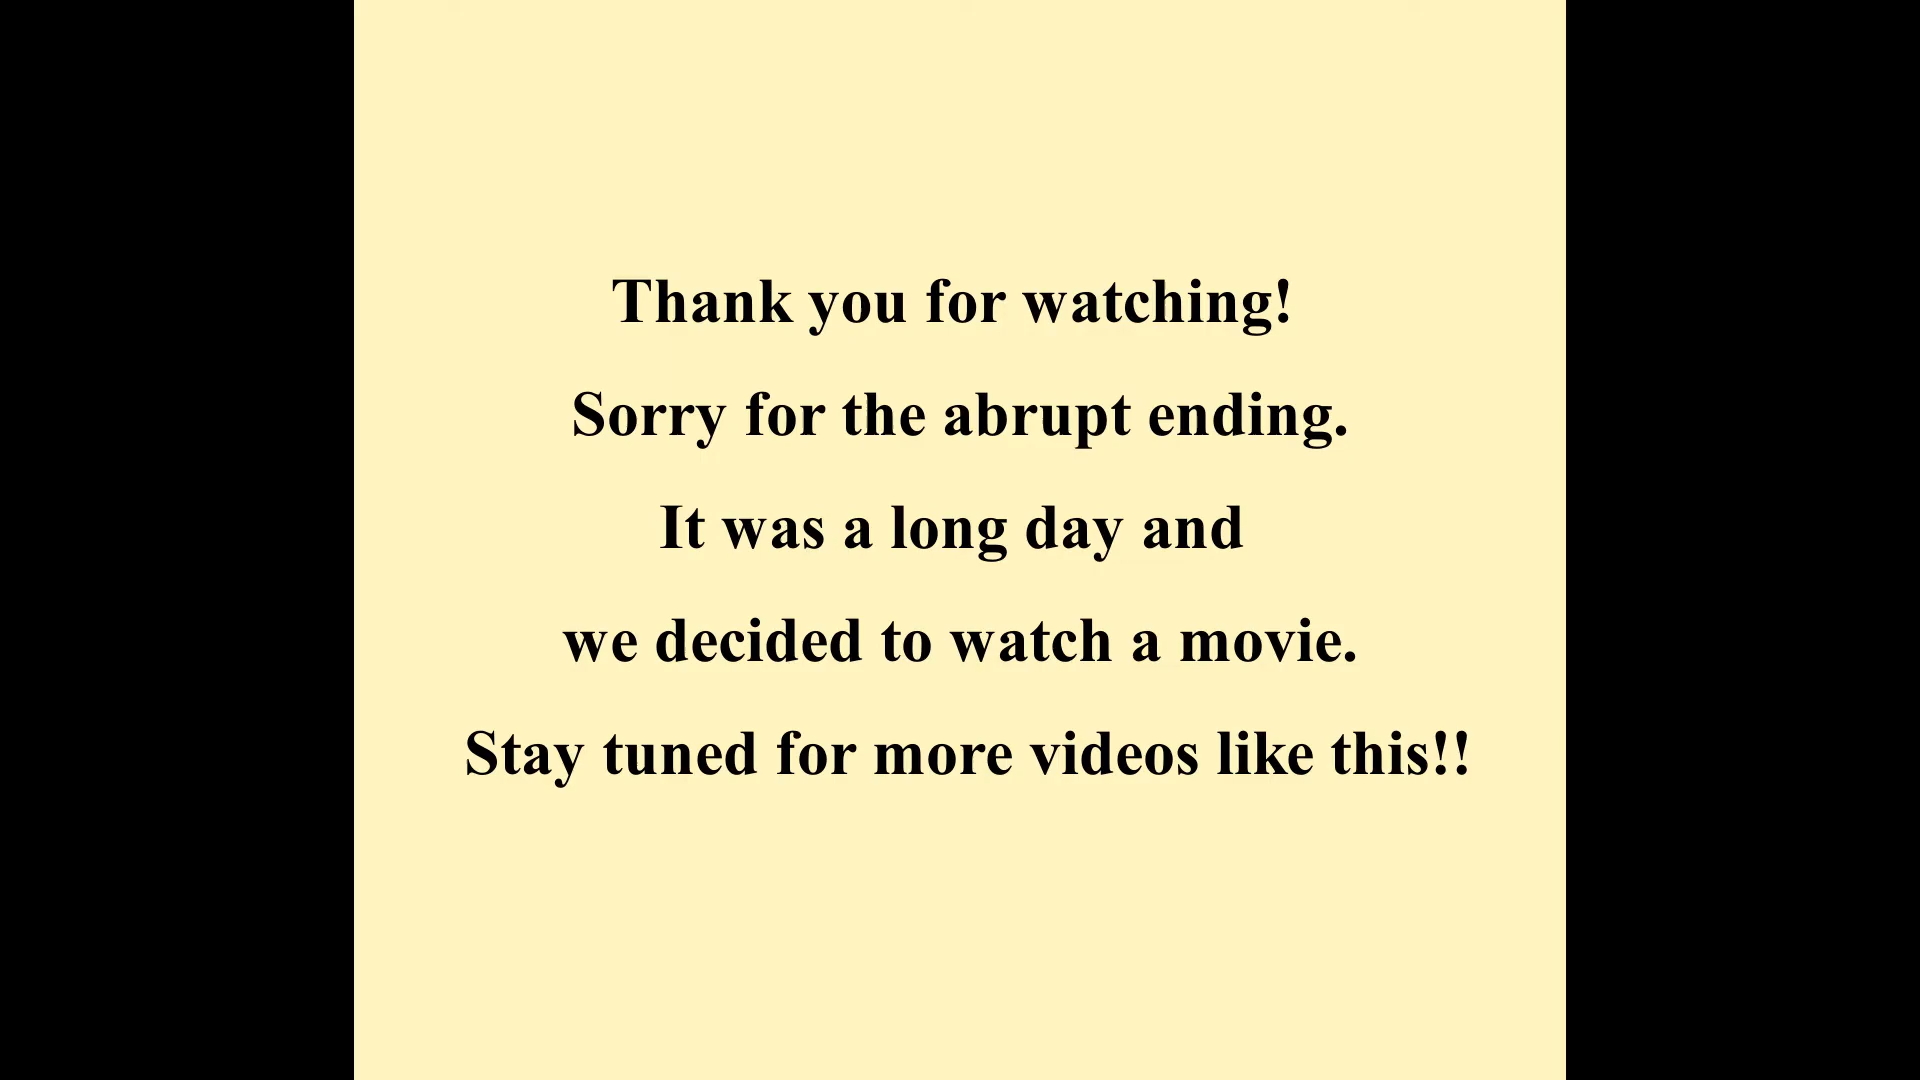 Thank you for watching!
Sorry for the abrupt ending.
It was a long day and
we decided to watch a movie.
Stay tuned for more videos like this!!